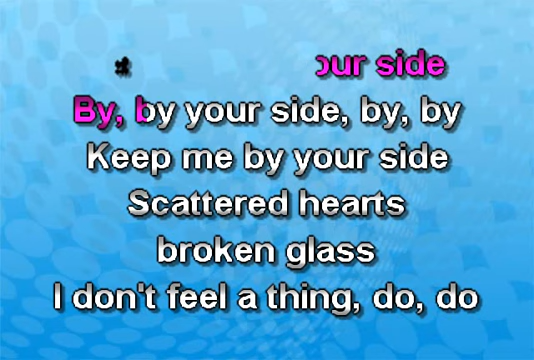 our side
By, by your side, by, by
Keep me by your side
Scattered hearts
broken glass
I don't feel a thing, do, do